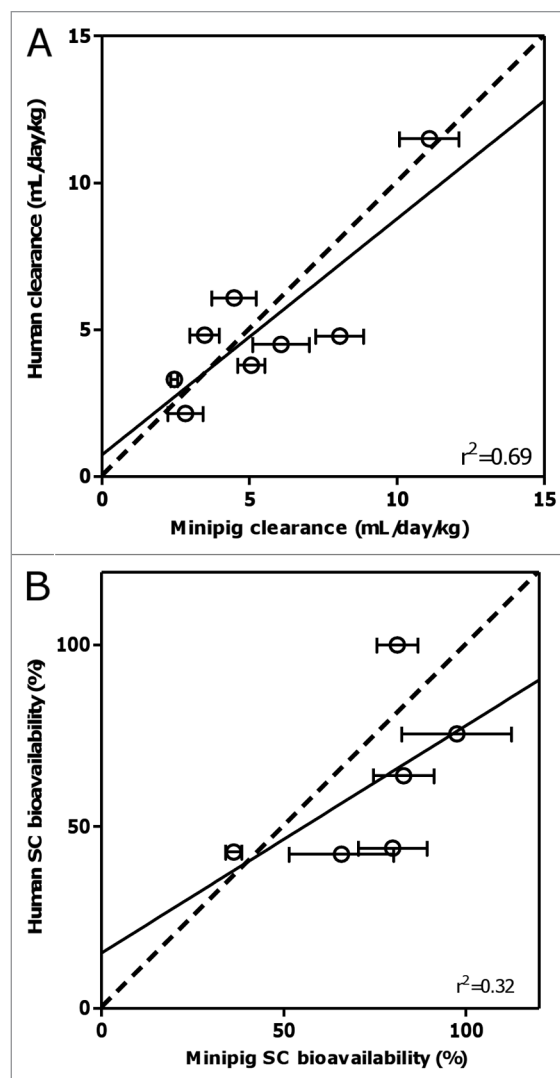 A
15
10
5
0
Human clearance (mL/day/kg)
r²=0.69
0 5 10 15
Minipig clearance (mL/day/kg)
B
100
50
0
Human SC bioavailability (%)
r²=0.32
0 50 100
Minipig SC bioavailability (%)